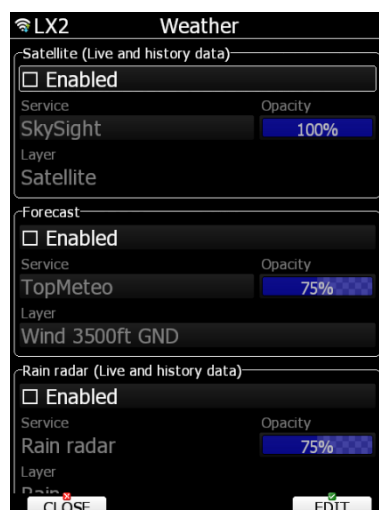 LX2 Weather
Satellite (Live and history data)
Enabled
Service Opacity
SkySight 100%
Layer
Satellite
Forecast
Enabled
Service Opacity
TopMeteo 75%
Layer
Wind 3500ft GND
Rain radar (Live and history data)
Enabled
Service Opacity
Rain radar 75%
Layer
Rain
CLOSE EDIT